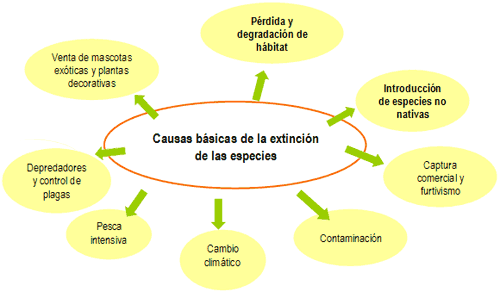 Pérdida y
degradación de
hábitat
Venta de mascotas
exóticas y plantas
decorativas
Introducción
de especies no
nativas
Causas básicas de la extinción
de las especies
Depredadores
y control de
plagas
Captura
comercial y
furtivismo
Pesca
intensiva
Cambio
climático
Contaminación